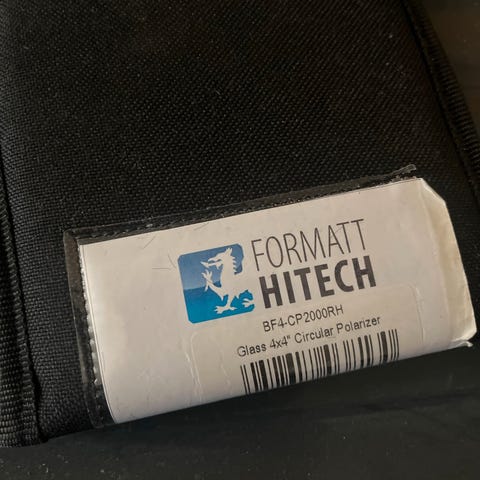 FORMATT
HITECH
BF4-CP2000RH
Glass 4x4" Circular Polarizer